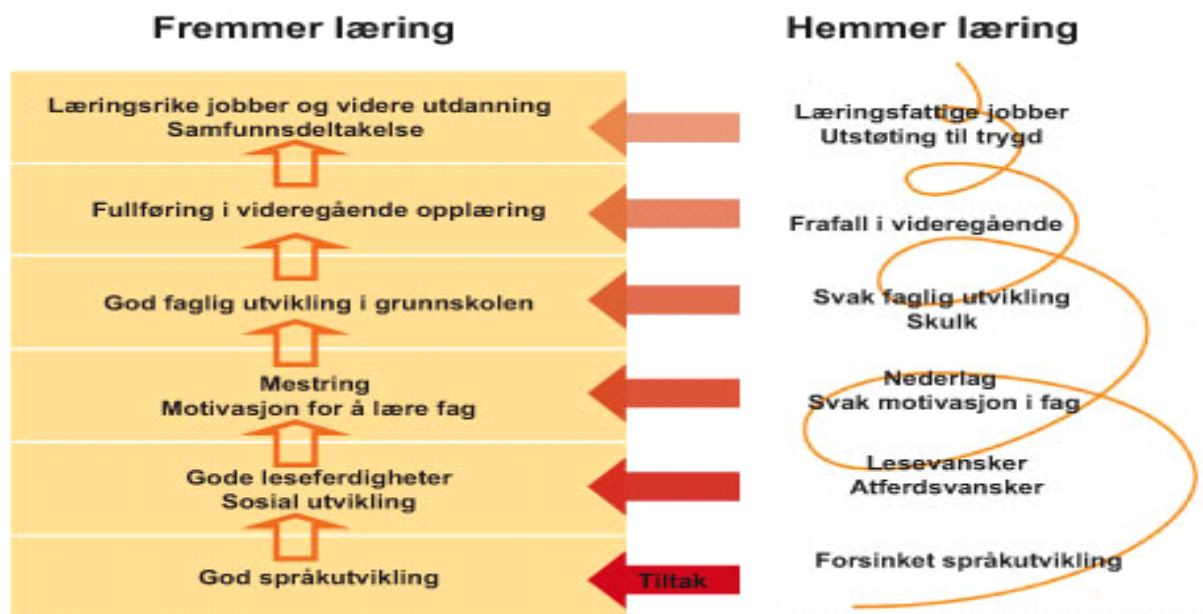 Fremmer læring
Hemmer læring
Læringsrike jobber og videre utdanning
Samfunnsdeltakelse
Læringsfattige jobber
Utstøting til trygd
Fullføring i videregående opplæring
Frafall i videregående
God faglig utvikling i grunnskolen
Svak faglig utvikling
Skulk
Mestring
Motivasjon for å lære fag
Nederlag
Svak motivasjon i fag
Gode leseferdigheter
Sosial utvikling
Lesevansker
Atferdsvansker
God språkutvikling
Tiltak
Forsinket språkutvikling